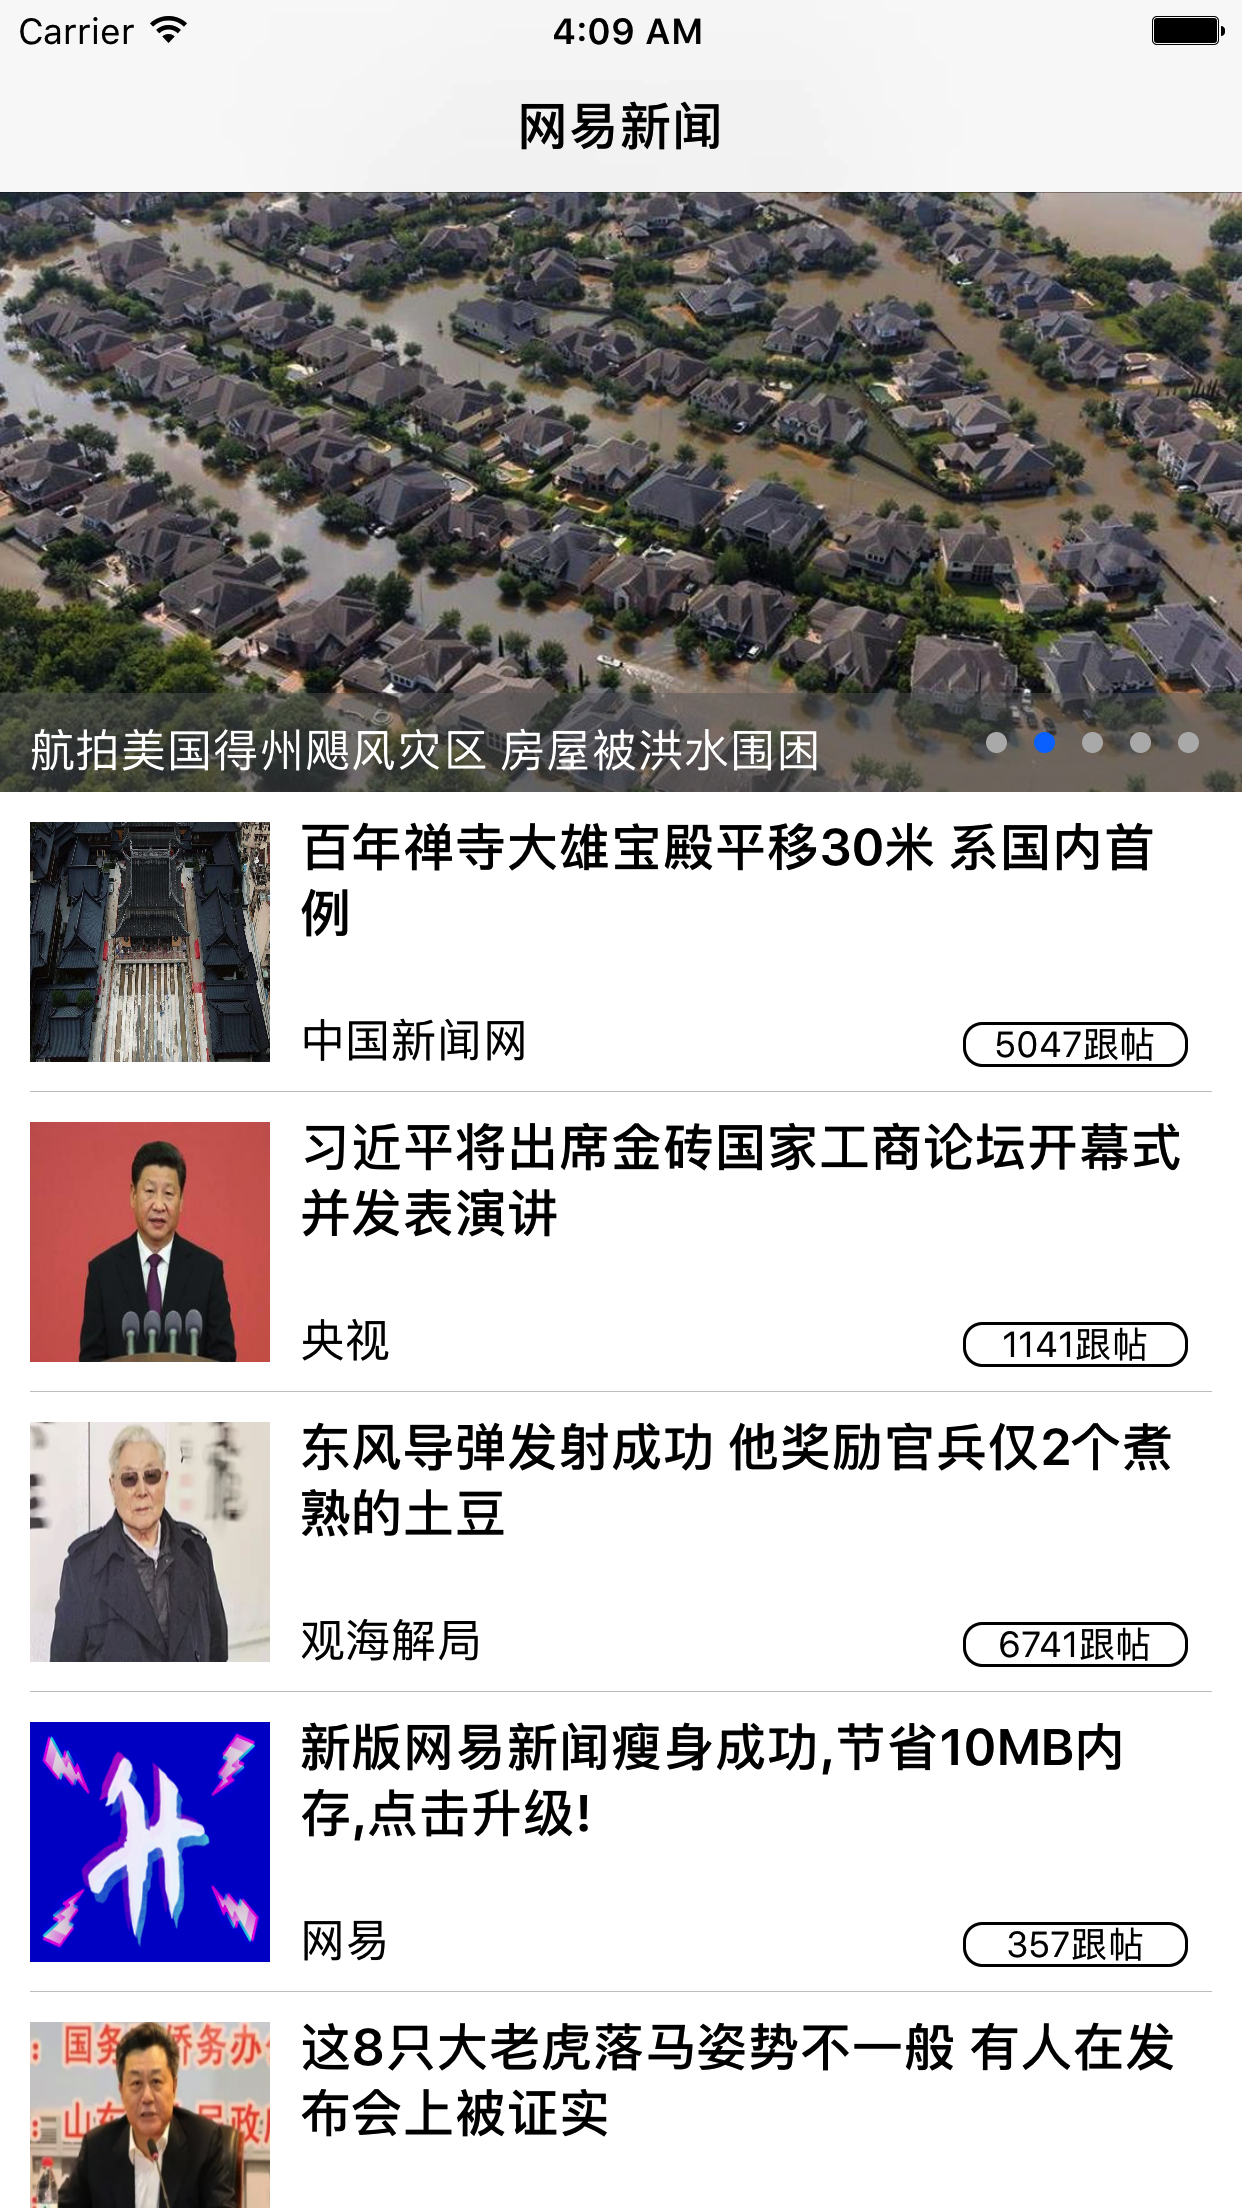 Carrier 4:09 AM
网易新闻
航拍美国得州飓风灾区 房屋被洪水围困
百年禅寺大雄宝殿平移30米 系国内首
例
中国新闻网 5047跟帖
习近平将出席金砖国家工商论坛开幕式
并发表演讲
央视 1141跟帖
东风导弹发射成功 他奖励官兵仅2个煮
熟的土豆
观海解局 6741跟帖
新版网易新闻瘦身成功,节省10MB内
存,点击升级!
网易 357跟帖
这8只大老虎落马姿势不一般 有人在发
布会上被证实